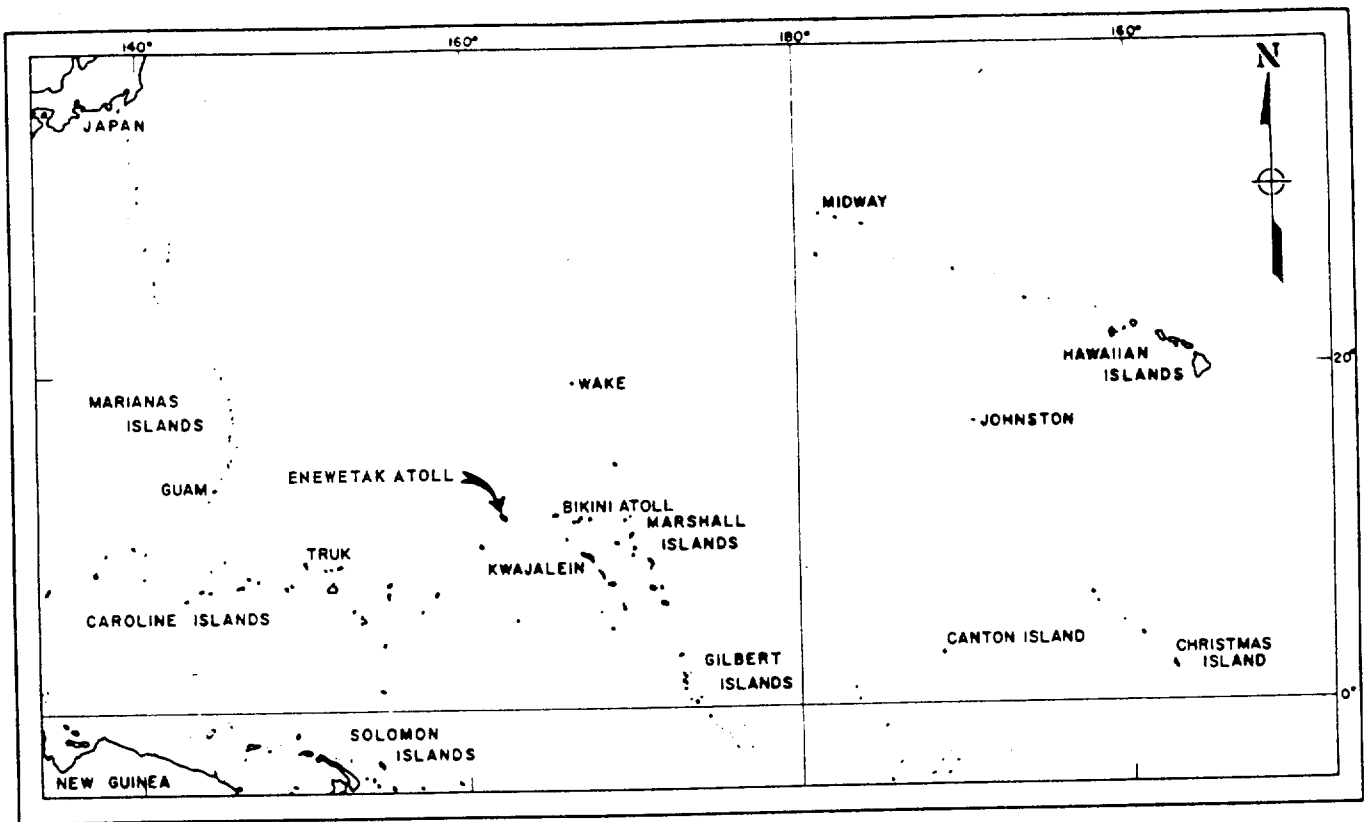 140°
160°
180°
160°
N
JAPAN
MIDWAY
HAWAIIAN
ISLANDS
20°
WAKE
MARIANAS
ISLANDS
JOHNSTON
ENEWETAK ATOLL
GUAM
BIKINI ATOLL
MARSHALL
ISLANDS
TRUK
KWAJALEIN
CAROLINE ISLANDS
CANTON ISLAND
CHRISTMAS
ISLAND
GILBERT
ISLANDS
0°
SOLOMON
ISLANDS
NEW GUINEA